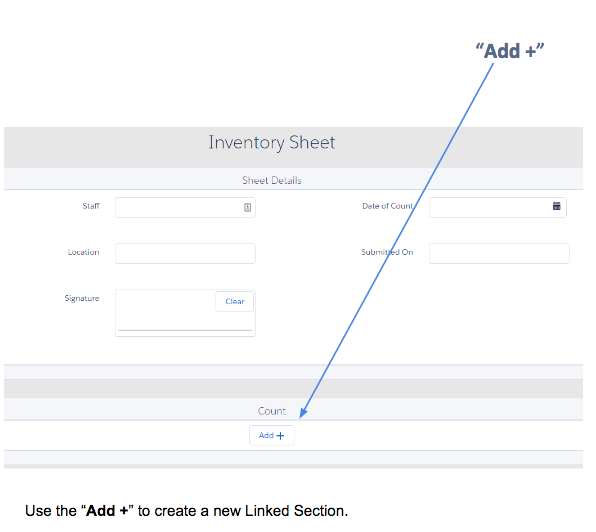 “Add +”
Inventory Sheet
Sheet Details
Staff
Date of Count
Location
Submitted On
Signature
Clear
Count
Add +
Use the “Add +” to create a new Linked Section.